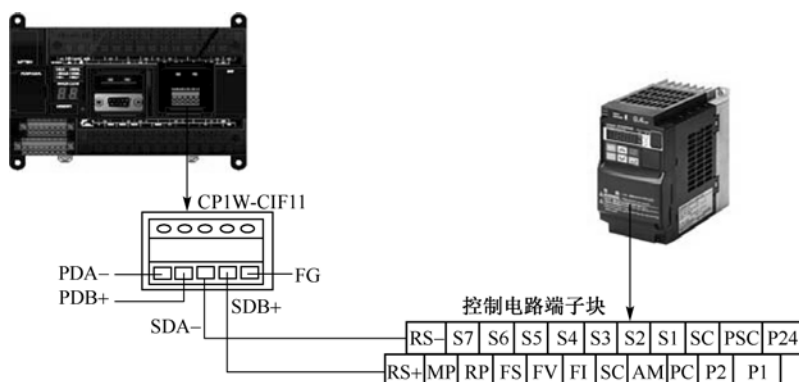 CP1W-CIF11
PDA−
FG
PDB+
SDB+
SDA−
控制电路端子块
RS− S7 S6 S5 S4 S3 S2 S1 SC PSC P24
RS+ MP RP FS FV FI SC AM PC P2 P1